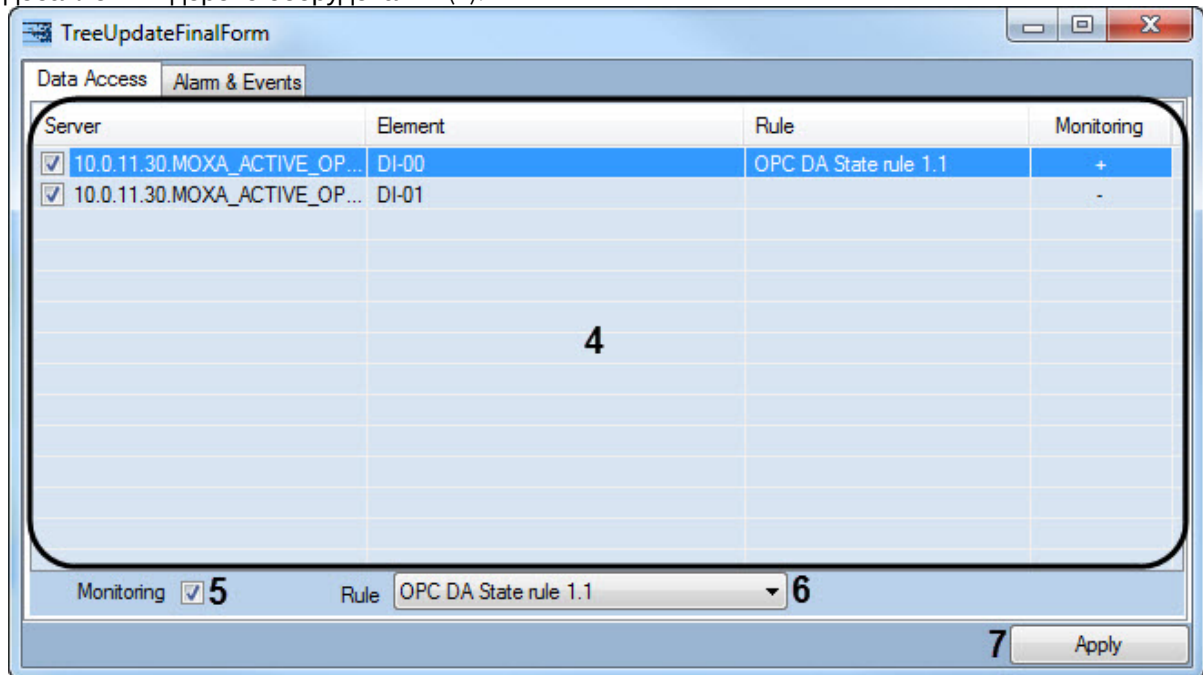 TreeUpdateFinalForm
Data Access Alarm & Events
Server Element Rule Monitoring
10.0.11.30.MOXA_ACTIVE_OP... DI-00 OPC DA State rule 1.1 +
10.0.11.30.MOXA_ACTIVE_OP... DI-01 -
4
Monitoring 5 Rule OPC DA State rule 1.1 6
7 Apply